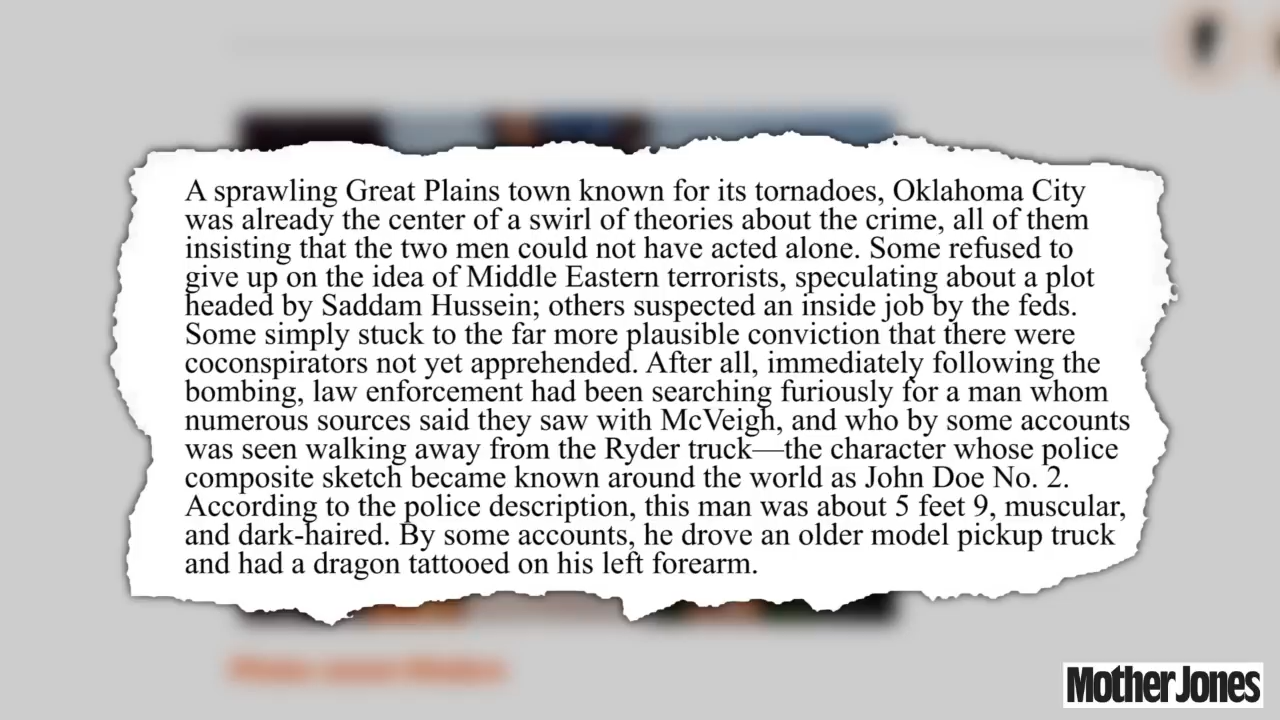 A sprawling Great Plains town known for its tornadoes, Oklahoma City
was already the center of a swirl of theories about the crime, all of them
insisting that the two men could not have acted alone. Some refused to
give up on the idea of Middle Eastern terrorists, speculating about a plot
headed by Saddam Hussein; others suspected an inside job by the feds.
Some simply stuck to the far more plausible conviction that there were
coconspirators not yet apprehended. After all, immediately following the
bombing, law enforcement had been searching furiously for a man whom
numerous sources said they saw with McVeigh, and who by some accounts
was seen walking away from the Ryder truck—the character whose police
composite sketch became known around the world as John Doe No. 2.
According to the police description, this man was about 5 feet 9, muscular,
and dark-haired. By some accounts, he drove an older model pickup truck
and had a dragon tattooed on his left forearm.
Mother Jones